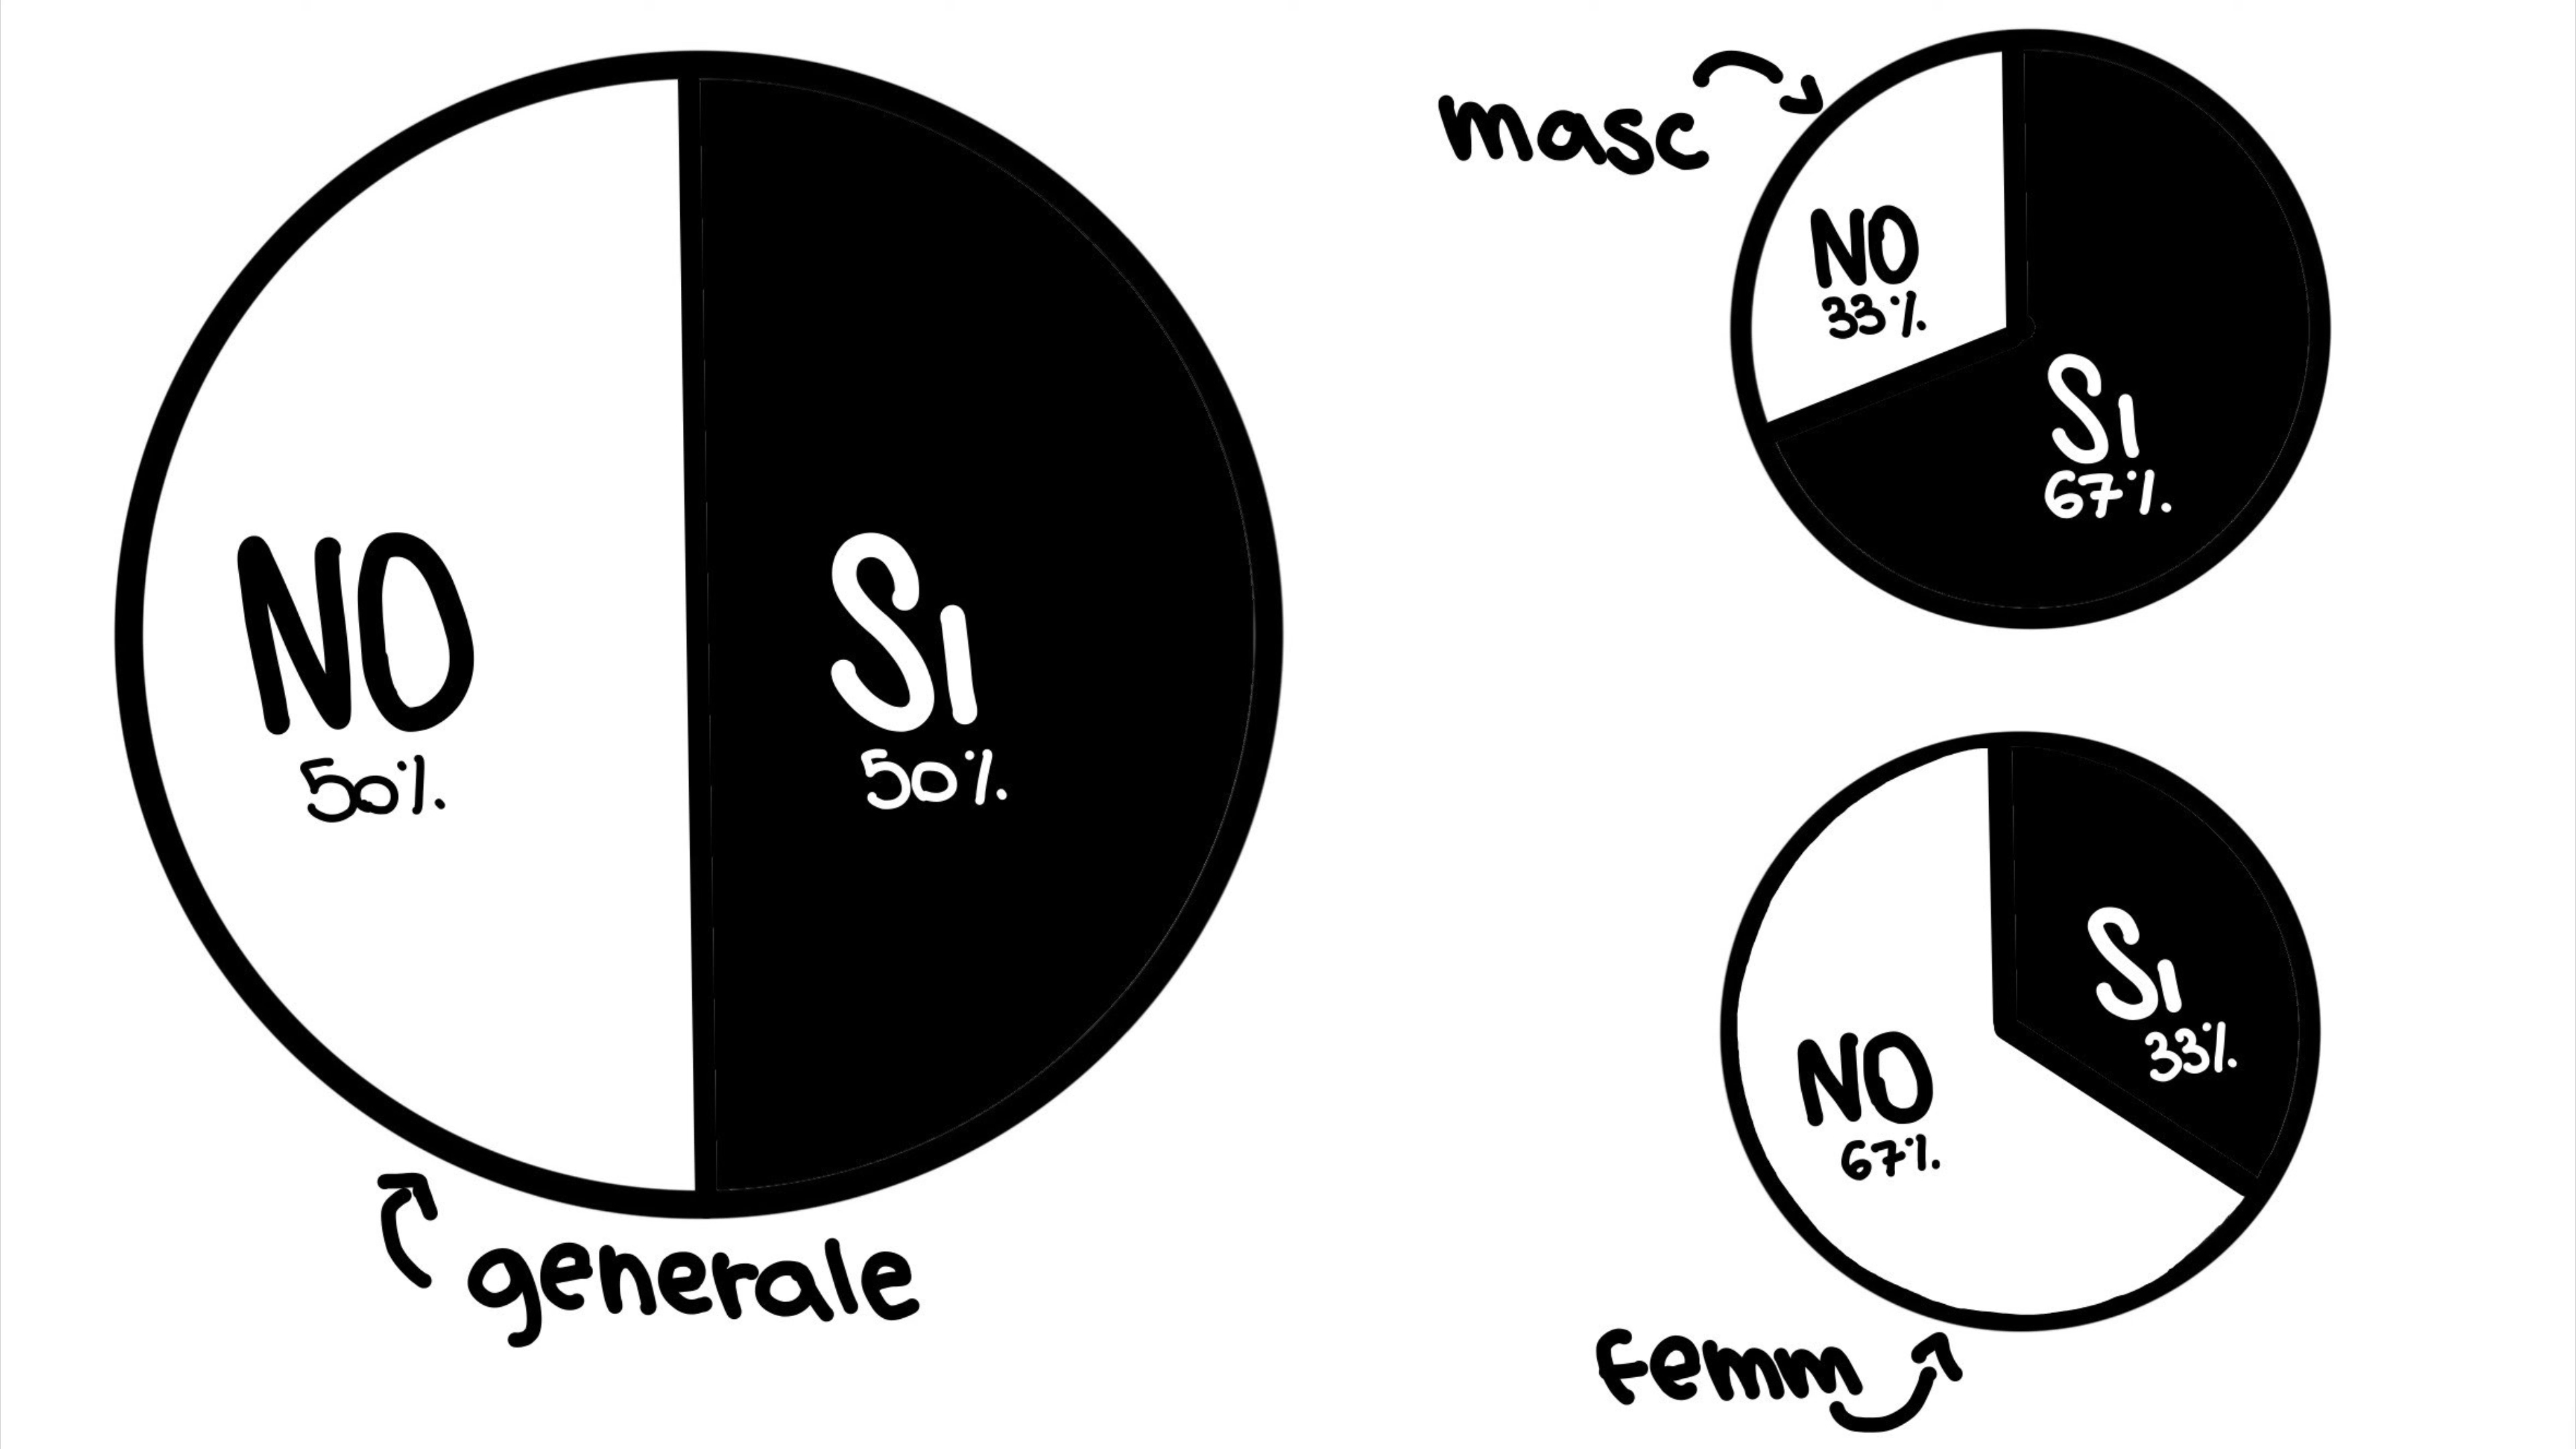 NO
50%
SI
50%
generale
masc
NO
33%
SI
67%
SI
33%
NO
67%
femm